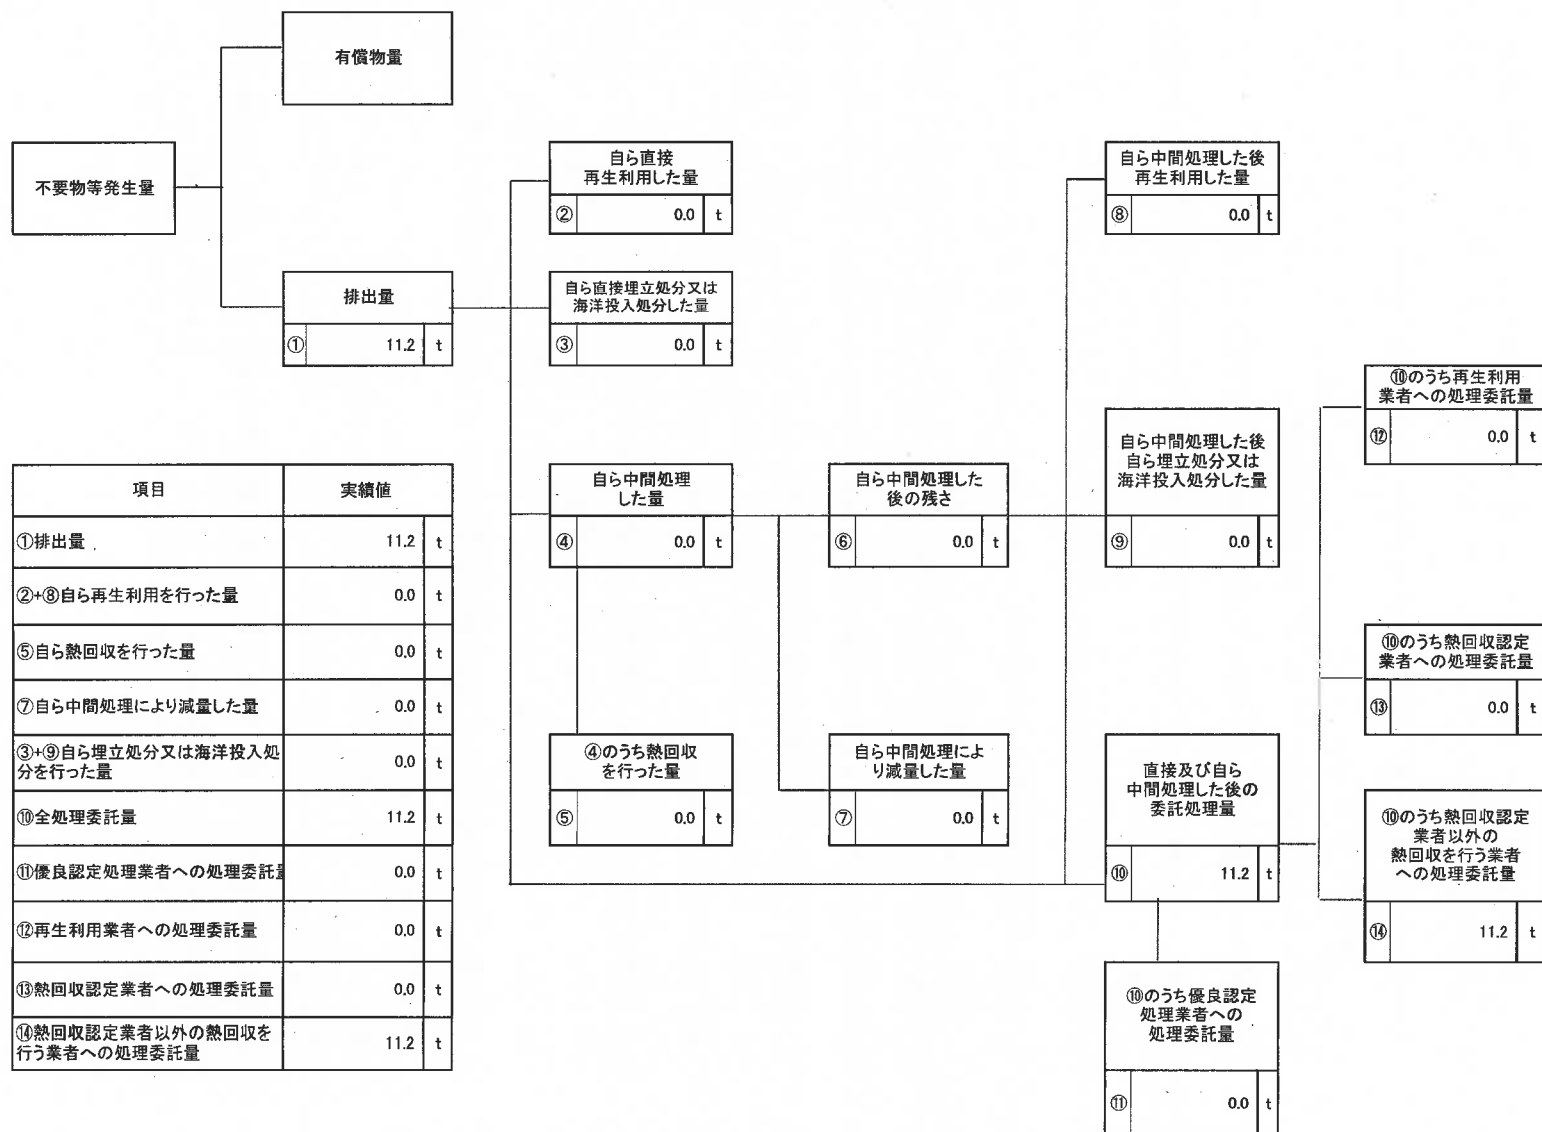 有償物量
不要物等発生量
排出量
① 11.2 t
自ら直接
再生利用した量
② 0.0 t
自ら直接埋立処分又は
海洋投入処分した量
③ 0.0 t
自ら中間処理
した量
④ 0.0 t
④のうち熱回収
を行った量
⑤ 0.0 t
自ら中間処理した
後の残さ
⑥ 0.0 t
自ら中間処理によ
り減量した量
⑦ 0.0 t
自ら中間処理した後
再生利用した量
⑧ 0.0 t
自ら中間処理した後
自ら埋立処分又は
海洋投入処分した量
⑨ 0.0 t
直接及び自ら
中間処理した後の
委託処理量
⑩ 11.2 t
⑩のうち優良認定
処理業者への
処理委託量
⑪ 0.0 t
⑩のうち再生利用
業者への処理委託量
⑫ 0.0 t
⑩のうち熱回収認定
業者への処理委託量
⑬ 0.0 t
⑩のうち熱回収認定
業者以外の
熱回収を行う業者
への処理委託量
⑭ 11.2 t
項目 実績値
①排出量 11.2 t
②+⑧自ら再生利用を行った量 0.0 t
⑤自ら熱回収を行った量 0.0 t
⑦自ら中間処理により減量した量 0.0 t
③+⑨自ら埋立処分又は海洋投入処
分を行った量 0.0 t
⑩全処理委託量 11.2 t
⑪優良認定処理業者への処理委託量 0.0 t
⑫再生利用業者への処理委託量 0.0 t
⑬熱回収認定業者への処理委託量 0.0 t
⑭熱回収認定業者以外の熱回収を
行う業者への処理委託量 11.2 t